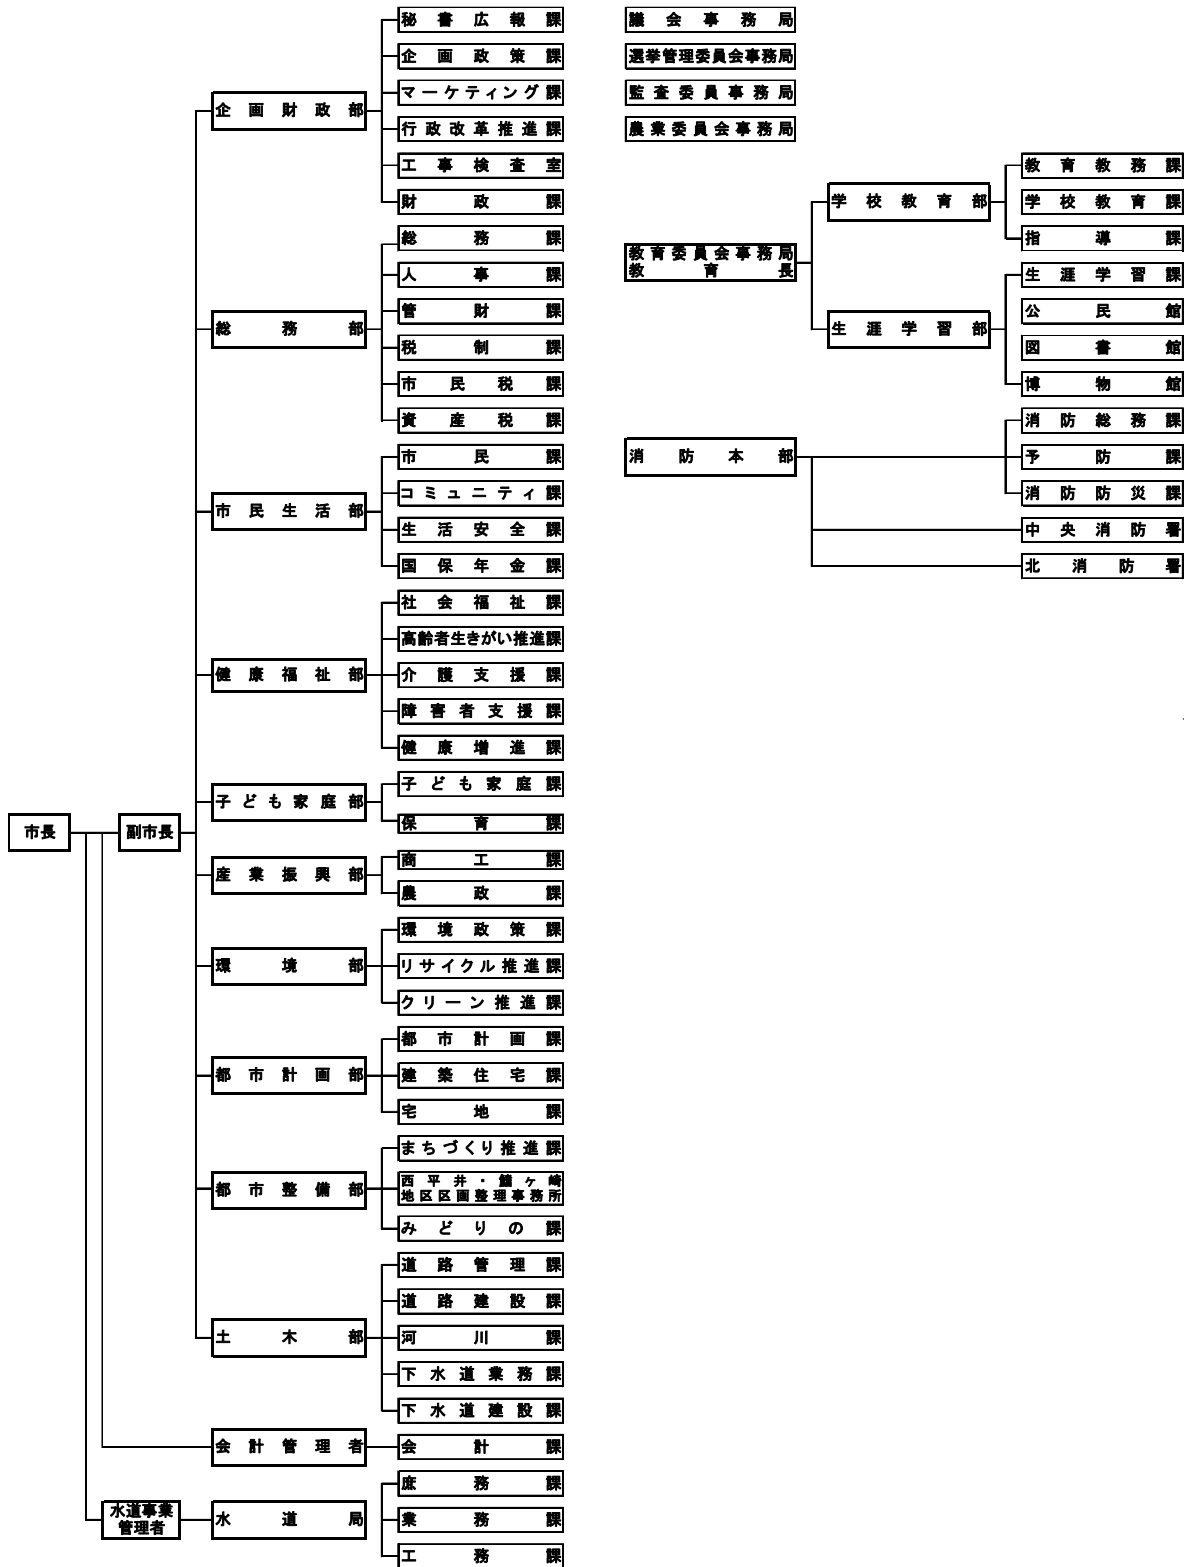 市長
副市長
企画財政部
秘書広報課
企画政策課
マーケティング課
行政改革推進課
工事検査室
財政課
総務部
総務課
人事課
管財課
税制課
市民税課
資産税課
市民生活部
市民課
コミュニティ課
生活安全課
国保年金課
健康福祉部
社会福祉課
高齢者生きがい推進課
介護支援課
障害者支援課
健康増進課
子ども家庭部
子ども家庭課
保育課
産業振興部
商工課
農政課
環境部
環境政策課
リサイクル推進課
クリーン推進課
都市計画部
都市計画課
建築住宅課
宅地課
都市整備部
まちづくり推進課
西平井・鰭ヶ崎
地区区画整理事務所
みどりの課
土木部
道路管理課
道路建設課
河川課
下水道業務課
下水道建設課
会計管理者
会計課
水道事業
管理者
水道局
庶務課
業務課
工務課
議会事務局
選挙管理委員会事務局
監査委員事務局
農業委員会事務局
教育委員会事務局
教育長
学校教育部
教育教務課
学校教育課
指導課
生涯学習部
生涯学習課
公民館
図書館
博物館
消防本部
消防総務課
予防課
消防防災課
中央消防署
北消防署